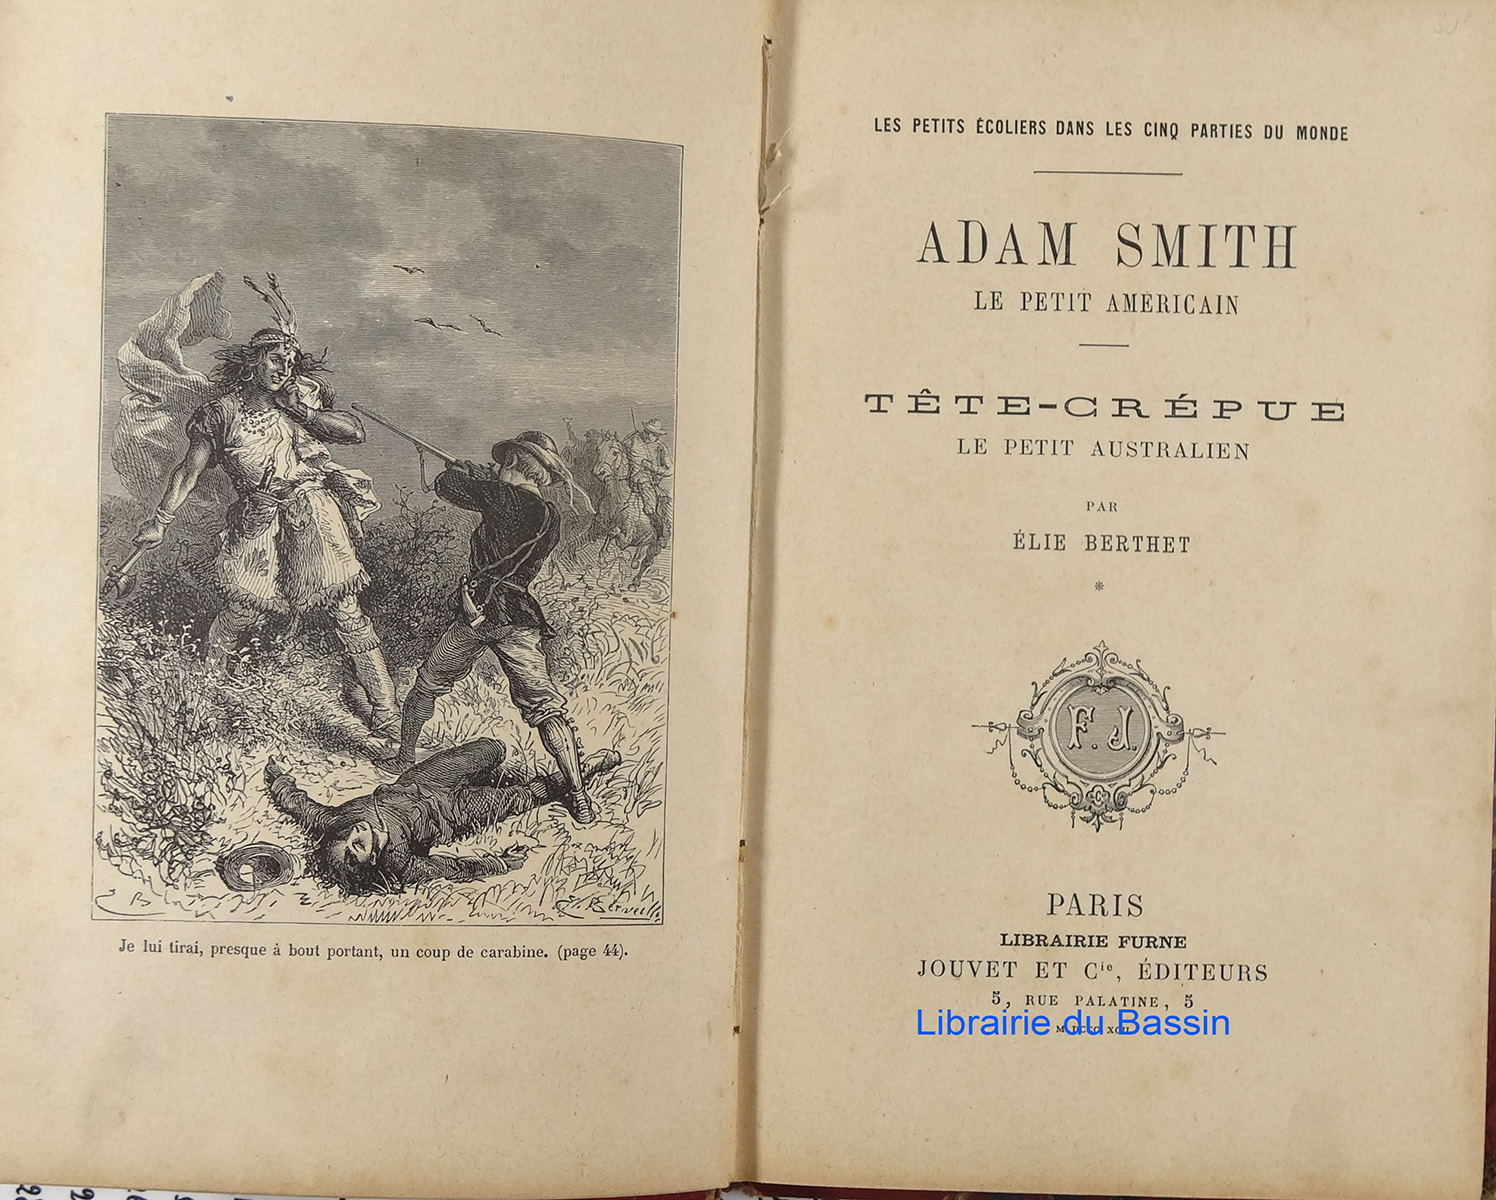 Je lui tirai, presque à bout portant, un coup de carabine. (page 44).
LES PETITS ÉCOLIERS DANS LES CINQ PARTIES DU MONDE
ADAM SMITH
LE PETIT AMÉRICAIN
TÊTE-CRÉPUE
LE PETIT AUSTRALIEN
PAR
ÉLIE BERTHET
*
F. J.
PARIS
LIBRAIRIE FURNE
JOUVET ET Cie, ÉDITEURS
5, RUE PALATINE, 5
Librairie du Bassin